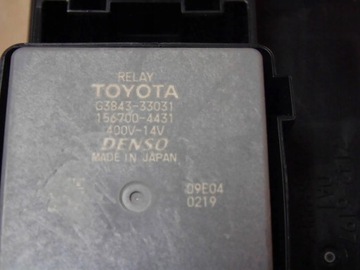 RELAY
TOYOTA
G3843-33031
156700-4431
400V-14V
DENSO
MADE IN JAPAN
09E04
0219